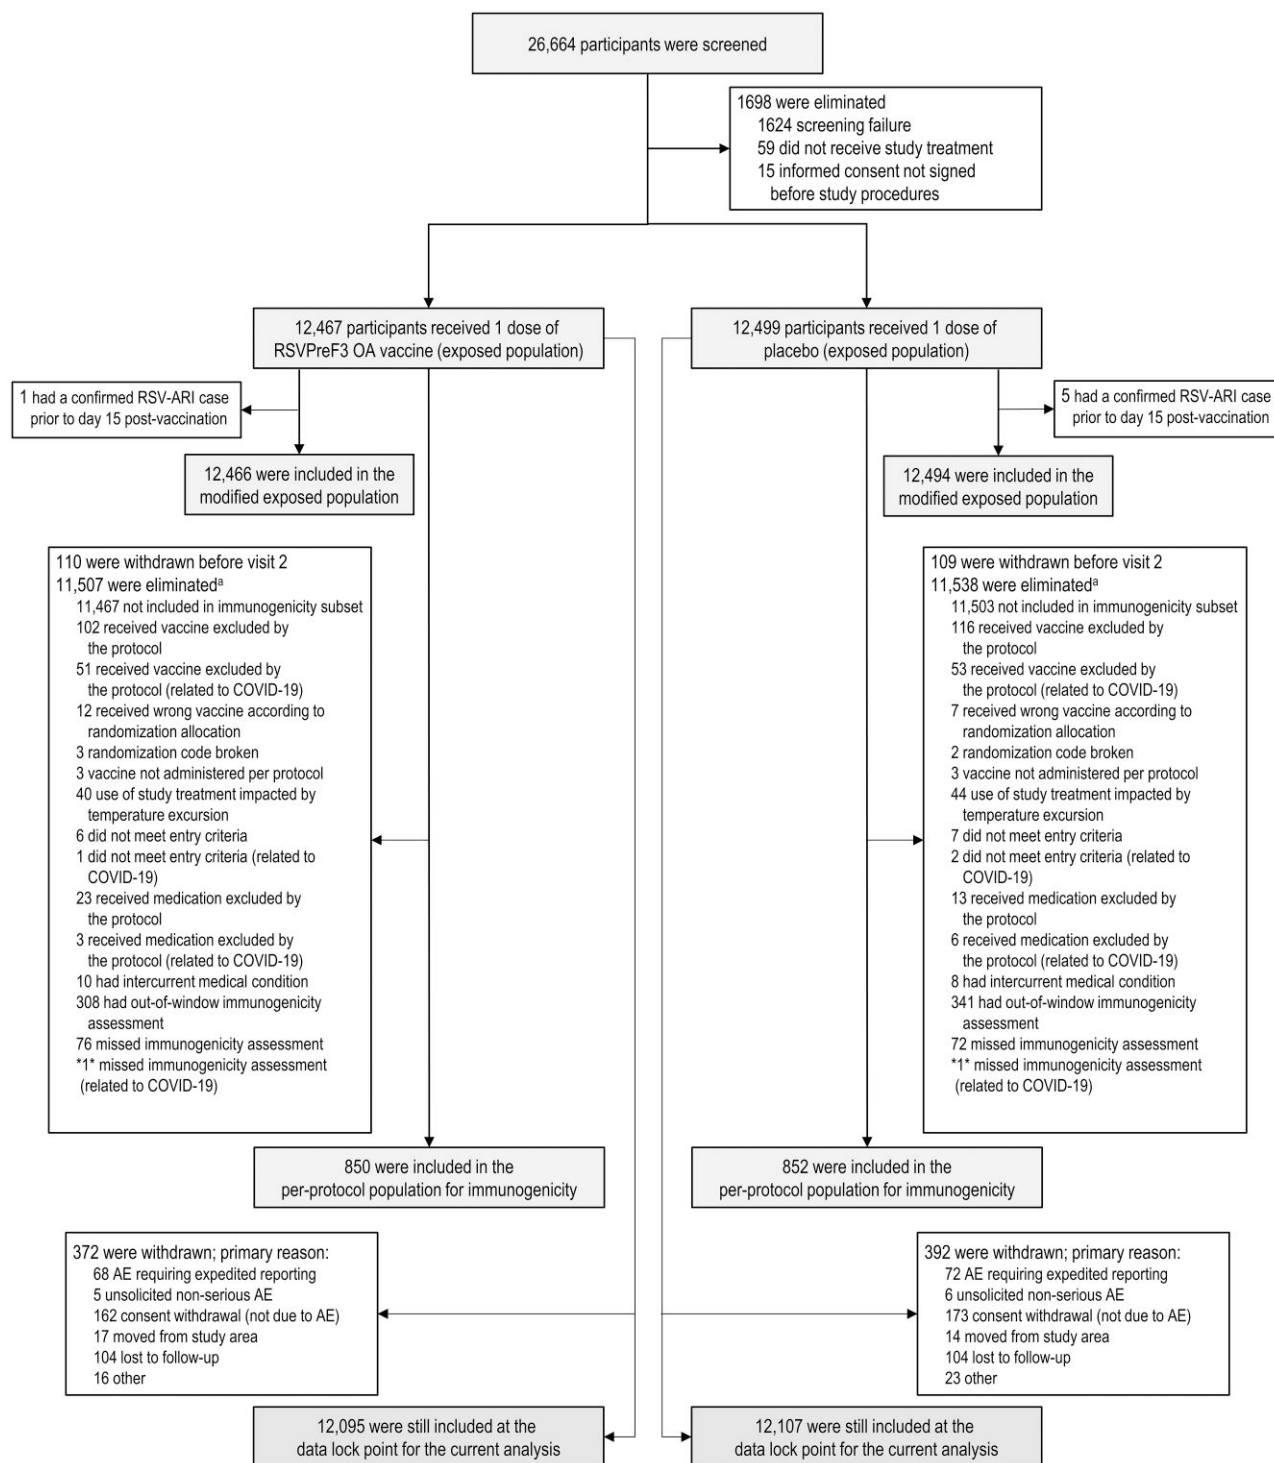 26,664 participants were screened
1698 were eliminated
1624 screening failure
59 did not receive study treatment
15 informed consent not signed
before study procedures
12,467 participants received 1 dose of
RSVPreF3 OA vaccine (exposed population)
12,499 participants received 1 dose of
placebo (exposed population)
1 had a confirmed RSV-ARI case
prior to day 15 post-vaccination
5 had a confirmed RSV-ARI case
prior to day 15 post-vaccination
12,466 were included in the
modified exposed population
12,494 were included in the
modified exposed population
110 were withdrawn before visit 2
11,507 were eliminatedᵃ
11,467 not included in immunogenicity subset
102 received vaccine excluded by
the protocol
51 received vaccine excluded by
the protocol (related to COVID-19)
12 received wrong vaccine according to
randomization allocation
3 randomization code broken
3 vaccine not administered per protocol
40 use of study treatment impacted by
temperature excursion
6 did not meet entry criteria
1 did not meet entry criteria (related to
COVID-19)
23 received medication excluded by
the protocol
3 received medication excluded by
the protocol (related to COVID-19)
10 had intercurrent medical condition
308 had out-of-window immunogenicity
assessment
76 missed immunogenicity assessment
*1* missed immunogenicity assessment
(related to COVID-19)
109 were withdrawn before visit 2
11,538 were eliminatedᵃ
11,503 not included in immunogenicity subset
116 received vaccine excluded by
the protocol
53 received vaccine excluded by
the protocol (related to COVID-19)
7 received wrong vaccine according to
randomization allocation
2 randomization code broken
3 vaccine not administered per protocol
44 use of study treatment impacted by
temperature excursion
7 did not meet entry criteria
2 did not meet entry criteria (related to
COVID-19)
13 received medication excluded by
the protocol
6 received medication excluded by
the protocol (related to COVID-19)
8 had intercurrent medical condition
341 had out-of-window immunogenicity
assessment
72 missed immunogenicity assessment
*1* missed immunogenicity assessment
(related to COVID-19)
850 were included in the
per-protocol population for immunogenicity
852 were included in the
per-protocol population for immunogenicity
372 were withdrawn; primary reason:
68 AE requiring expedited reporting
5 unsolicited non-serious AE
162 consent withdrawal (not due to AE)
17 moved from study area
104 lost to follow-up
16 other
392 were withdrawn; primary reason:
72 AE requiring expedited reporting
6 unsolicited non-serious AE
173 consent withdrawal (not due to AE)
14 moved from study area
104 lost to follow-up
23 other
12,095 were still included at the
data lock point for the current analysis
12,107 were still included at the
data lock point for the current analysis